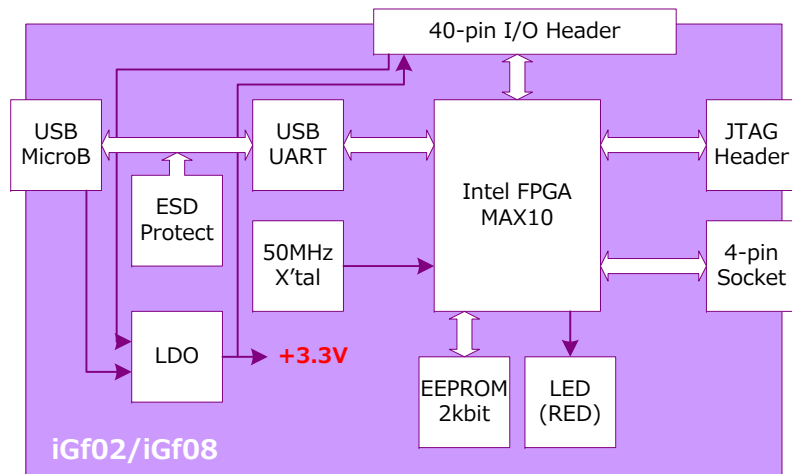 40-pin I/O Header
USB
MicroB
USB
UART
Intel FPGA
MAX10
JTAG
Header
ESD
Protect
50MHz
X'tal
4-pin
Socket
LDO
+3.3V
EEPROM
2kbit
LED
(RED)
iGf02/iGf08